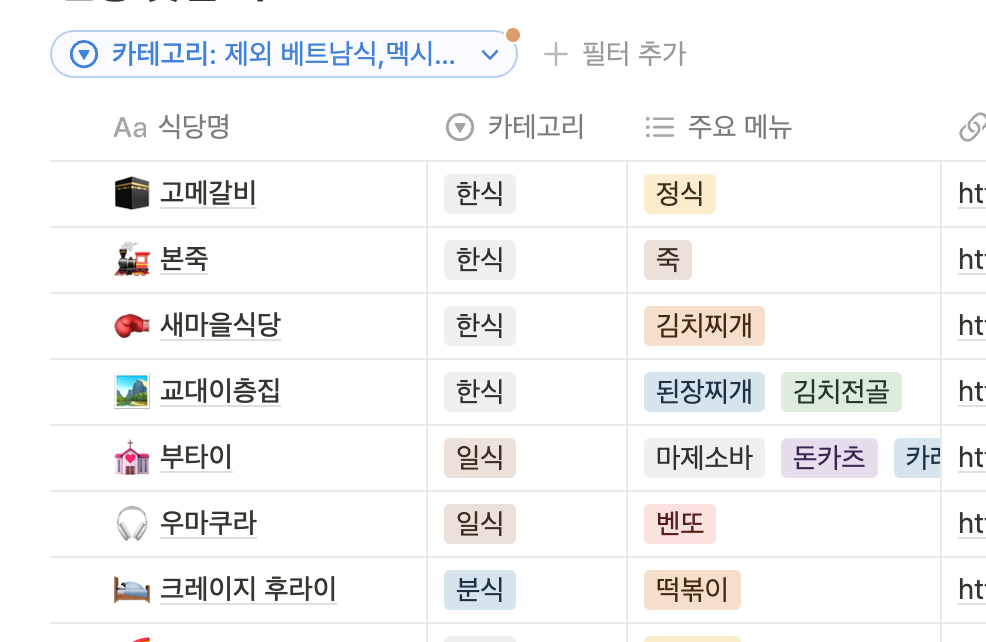 카테고리: 제외 베트남식,멕시... 필터 추가
Aa 식당명 카테고리 주요 메뉴
고메갈비 한식 정식 htt
본죽 한식 죽 htt
새마을식당 한식 김치찌개 htt
교대이층집 한식 된장찌개 김치전골 htt
부타이 일식 마제소바 돈카츠 카레 htt
우마쿠라 일식 벤또 htt
크레이지 후라이 분식 떡볶이 htt